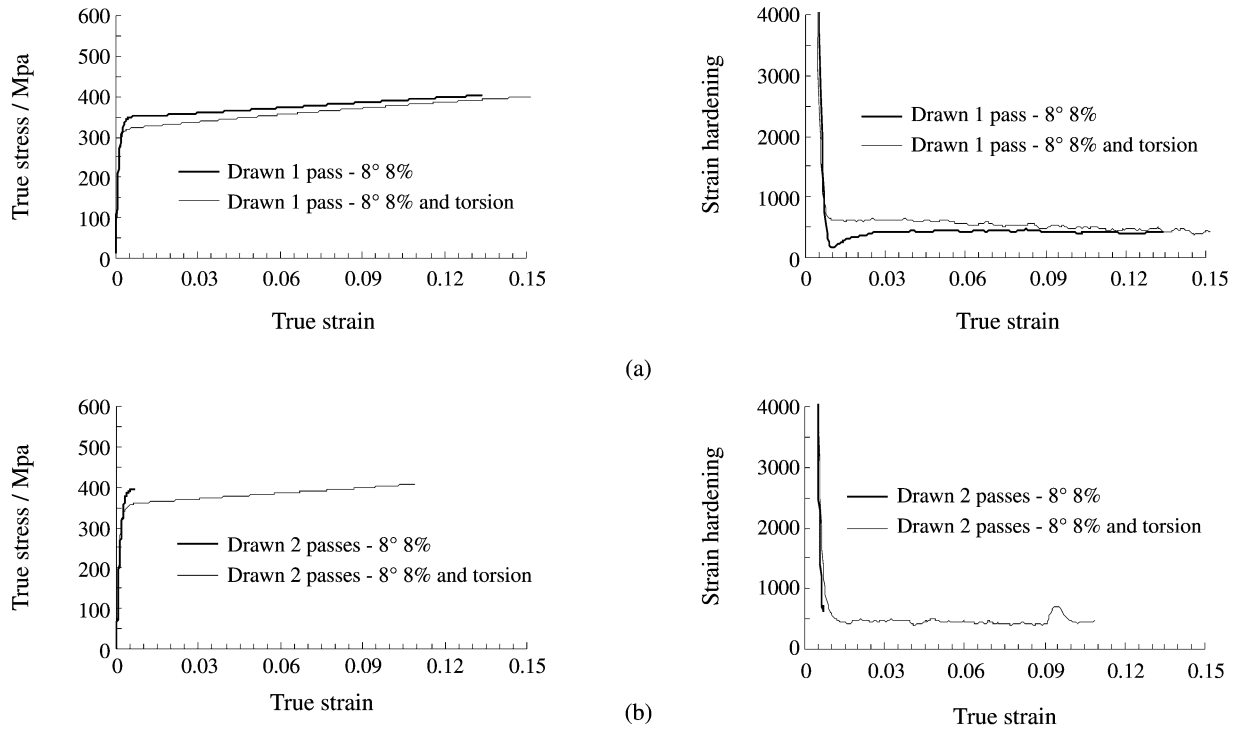 True stress / Mpa
600
500
400
300
200
100
0
Drawn 1 pass - 8° 8%
Drawn 1 pass - 8° 8% and torsion
0 0.03 0.06 0.09 0.12 0.15
True strain
Strain hardening
4000
3000
2000
1000
0
Drawn 1 pass - 8° 8%
Drawn 1 pass - 8° 8% and torsion
0 0.03 0.06 0.09 0.12 0.15
True strain
(a)
True stress / Mpa
600
500
400
300
200
100
0
Drawn 2 passes - 8° 8%
Drawn 2 passes - 8° 8% and torsion
0 0.03 0.06 0.09 0.12 0.15
True strain
Strain hardening
4000
3000
2000
1000
0
Drawn 2 passes - 8° 8%
Drawn 2 passes - 8° 8% and torsion
0 0.03 0.06 0.09 0.12 0.15
True strain
(b)